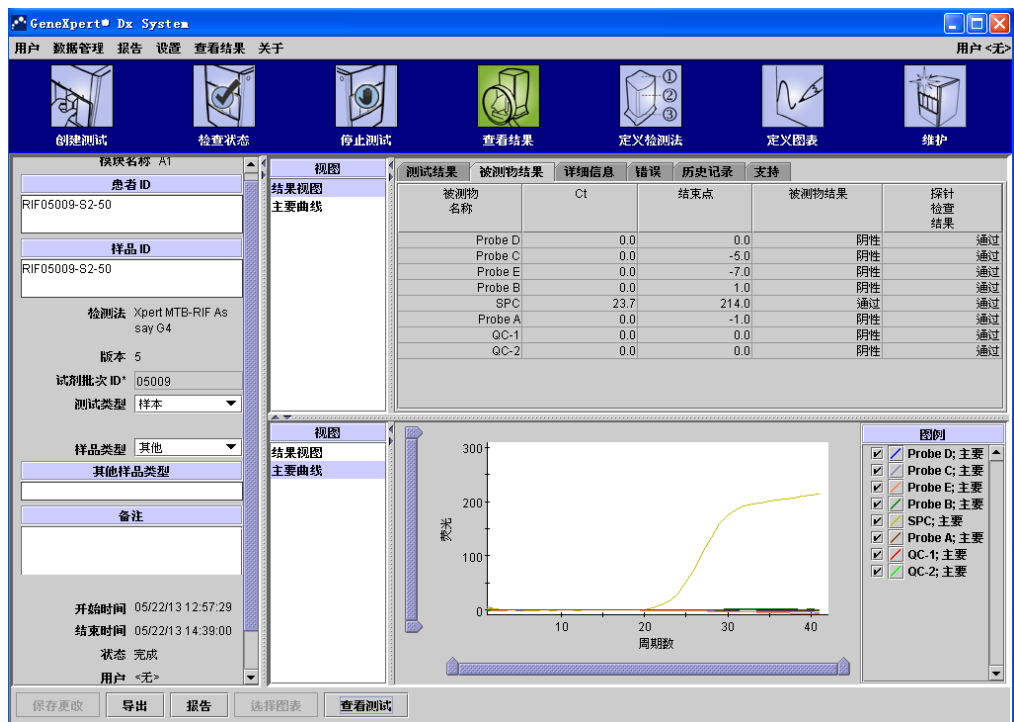 GeneXpert® Dx System
用户 数据管理 报告 设置 查看结果 关于 用户 <无>
① ② ③
创建测试 检查状态 停止测试 查看结果 定义检测法 定义图表 维护
模块名称 A1
患者 ID
RIF05009-S2-50
样品 ID
RIF05009-S2-50
检测法 Xpert MTB-RIF As
say G4
版本 5
试剂批次 ID* 05009
测试类型 样本
样品类型 其他
其他样品类型
备注
开始时间 05/22/13 12:57:29
结束时间 05/22/13 14:39:00
状态 完成
用户 <无>
视图
结果视图
主要曲线
测试结果 被测物结果 详细信息 错误 历史记录 支持
被测物名称 Ct 结束点 被测物结果 探针检查结果
Probe D 0.0 0.0 阴性 通过
Probe C 0.0 -5.0 阴性 通过
Probe E 0.0 -7.0 阴性 通过
Probe B 0.0 1.0 阴性 通过
SPC 23.7 214.0 通过 通过
Probe A 0.0 -1.0 阴性 通过
QC-1 0.0 0.0 阴性 通过
QC-2 0.0 0.0 阴性 通过
视图
结果视图
主要曲线
荧光
300
200
100
0
10 20 30 40
周期数
图例
Probe D; 主要
Probe C; 主要
Probe E; 主要
Probe B; 主要
SPC; 主要
Probe A; 主要
QC-1; 主要
QC-2; 主要
保存更改 导出 报告 选择图表 查看测试